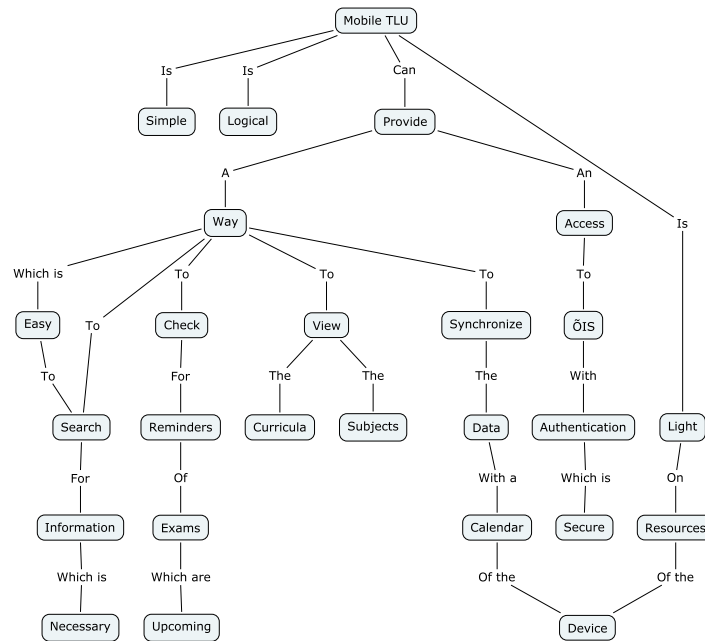 Mobile TLU
Is
Is
Can
Simple
Logical
Provide
A
An
Way
Access
Is
Which is
To
To
To
To
To
Easy
Check
View
Synchronize
ÕIS
To
For
The
The
The
With
Search
Reminders
Curricula
Subjects
Data
Authentication
Light
For
Of
With a
Which is
On
Information
Exams
Calendar
Secure
Resources
Which is
Which are
Of the
Of the
Necessary
Upcoming
Device